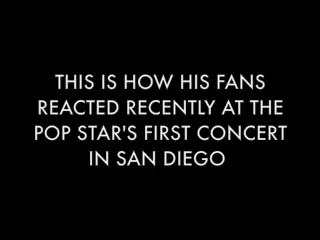 THIS IS HOW HIS FANS
REACTED RECENTLY AT THE
POP STAR'S FIRST CONCERT
IN SAN DIEGO